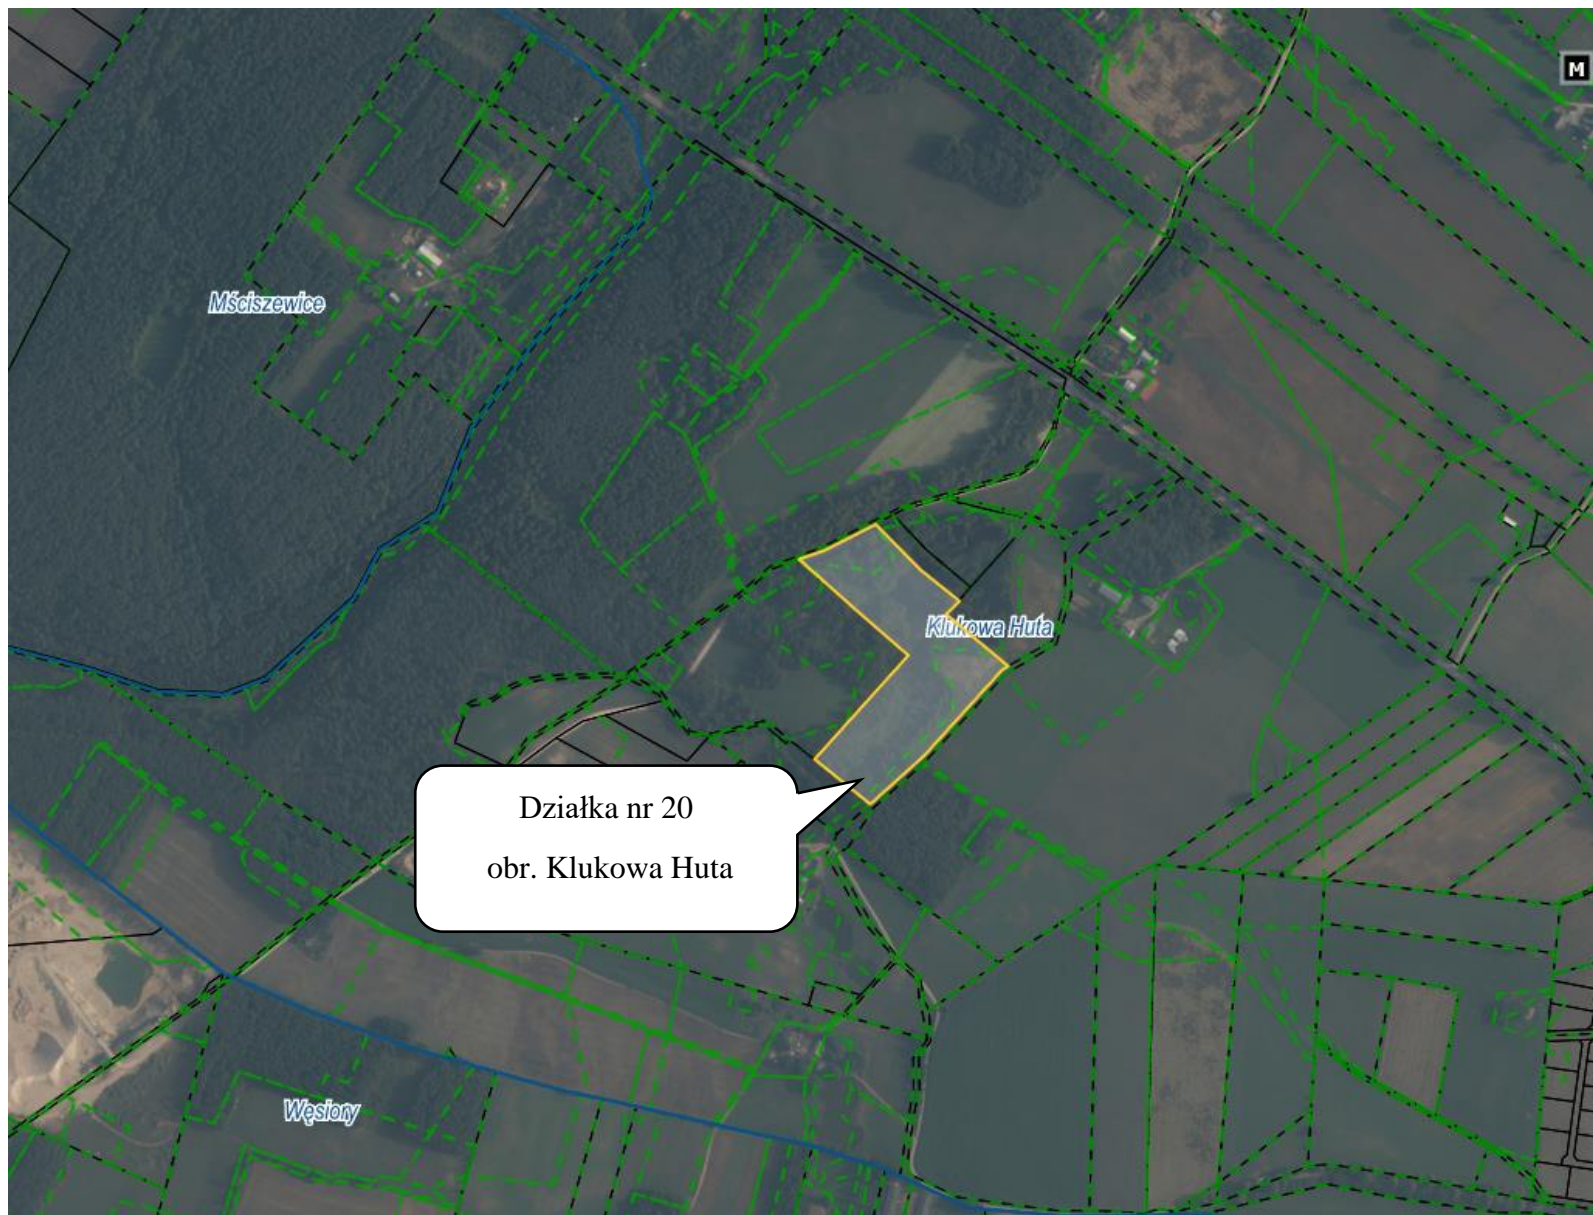 M
Mściszewice
Klukowa Huta
Działka nr 20
obr. Klukowa Huta
Węsiory